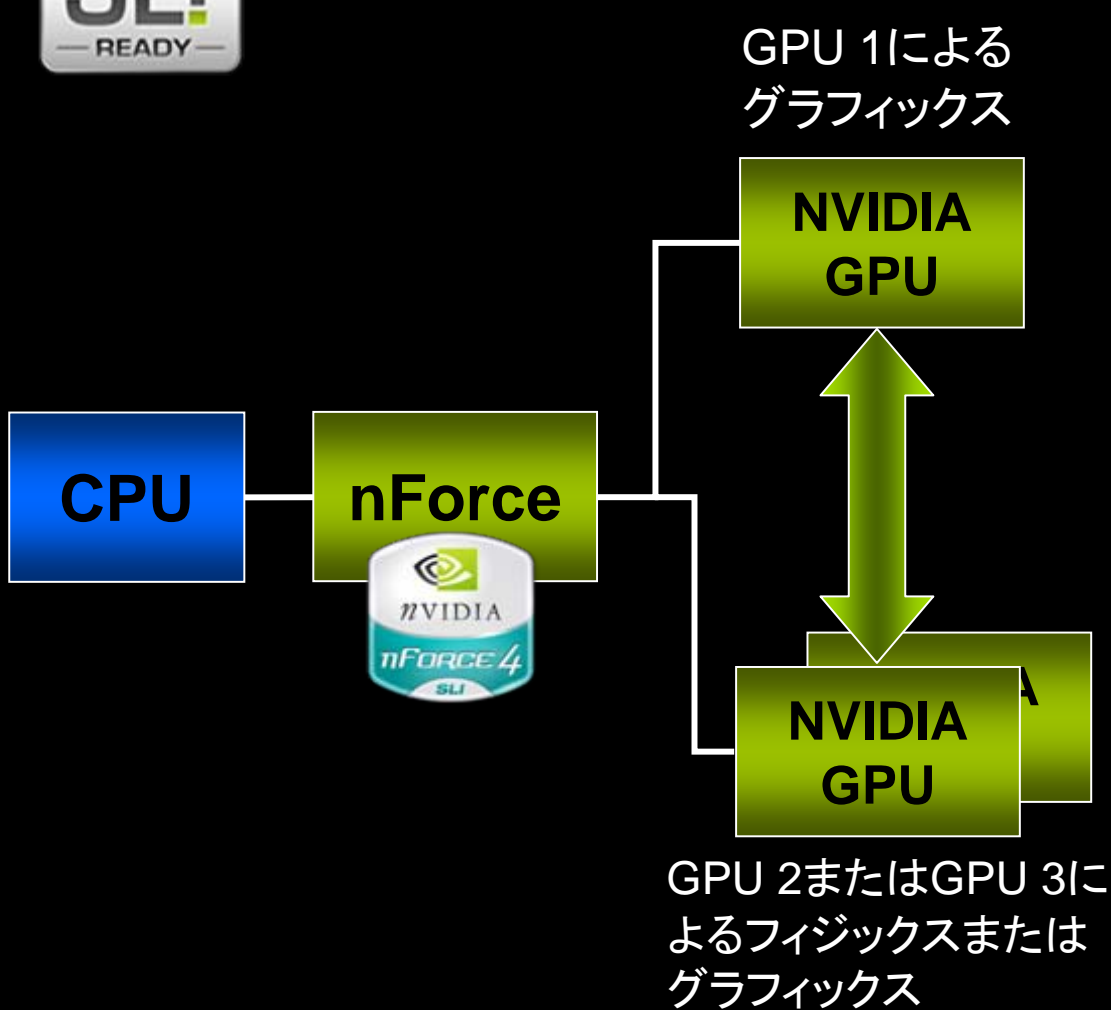 READY
GPU 1による
グラフィックス
NVIDIA
GPU
CPU
nForce
nVIDIA
nFORCE 4
SLI
NVIDIA
GPU
GPU 2またはGPU 3に
よるフィジックスまたは
グラフィックス